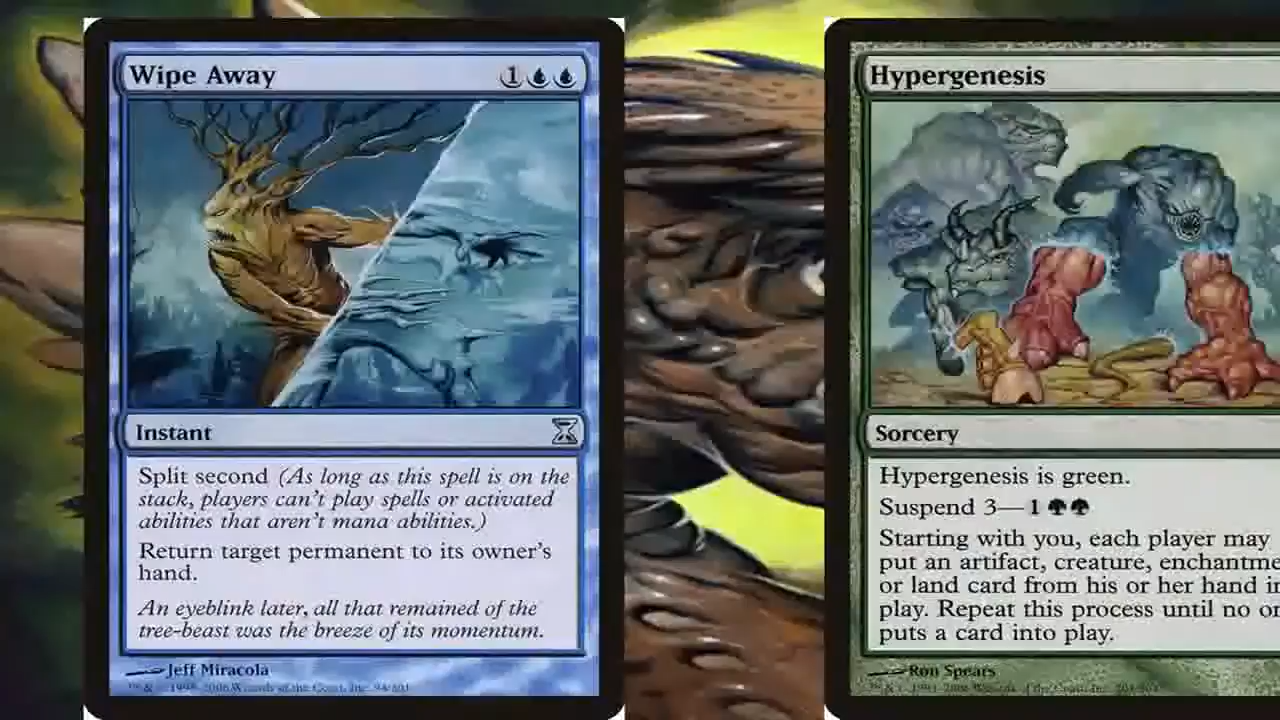 Wipe Away
1
Instant
Split second (As long as this spell is on the
stack, players can't play spells or activated
abilities that aren't mana abilities.)
Return target permanent to its owner's
hand.
An eyeblink later, all that remained of the
tree-beast was the breeze of its momentum.
Jeff Miracola
Hypergenesis
Sorcery
Hypergenesis is green.
Suspend 3—1
Starting with you, each player may
put an artifact, creature, enchantme
or land card from his or her hand in
play. Repeat this process until no on
puts a card into play.
Ron Spears